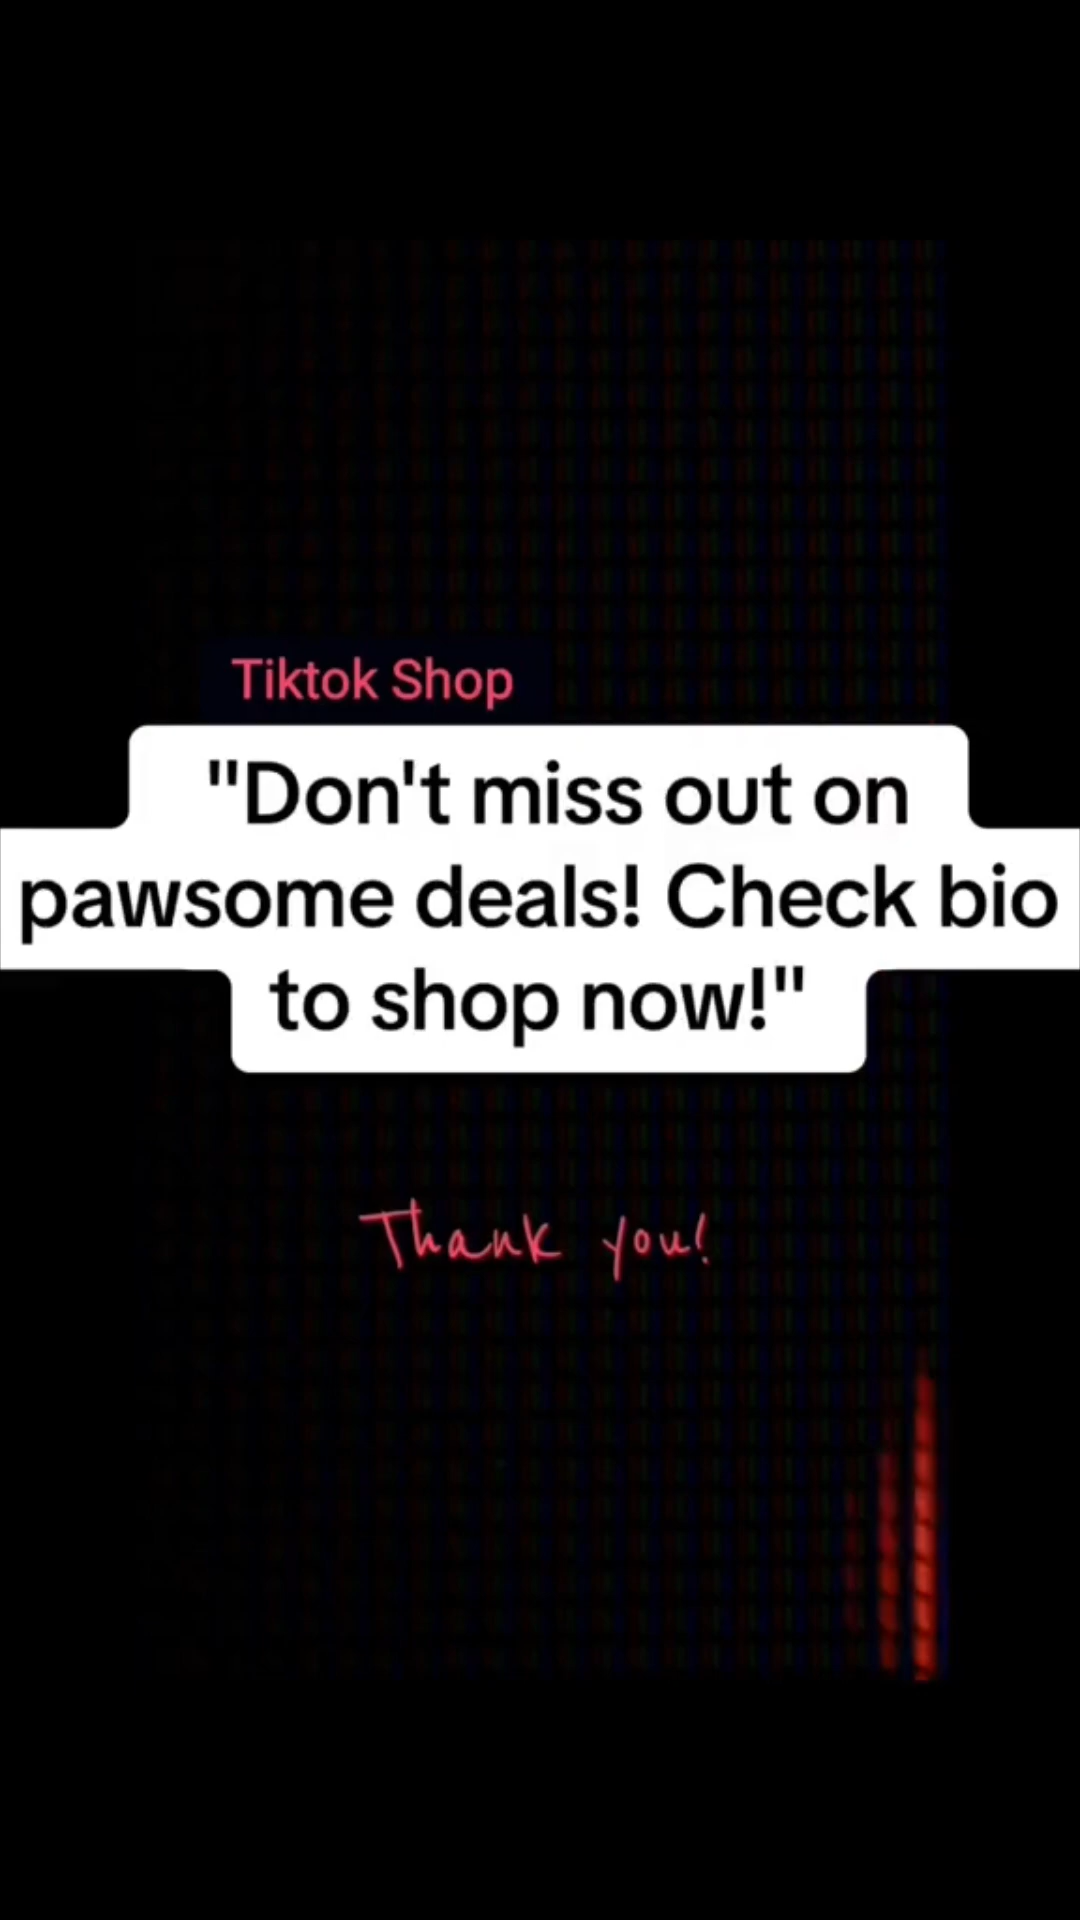 Tiktok Shop
"Don't miss out on
pawsome deals! Check bio
to shop now!"
Thank you!